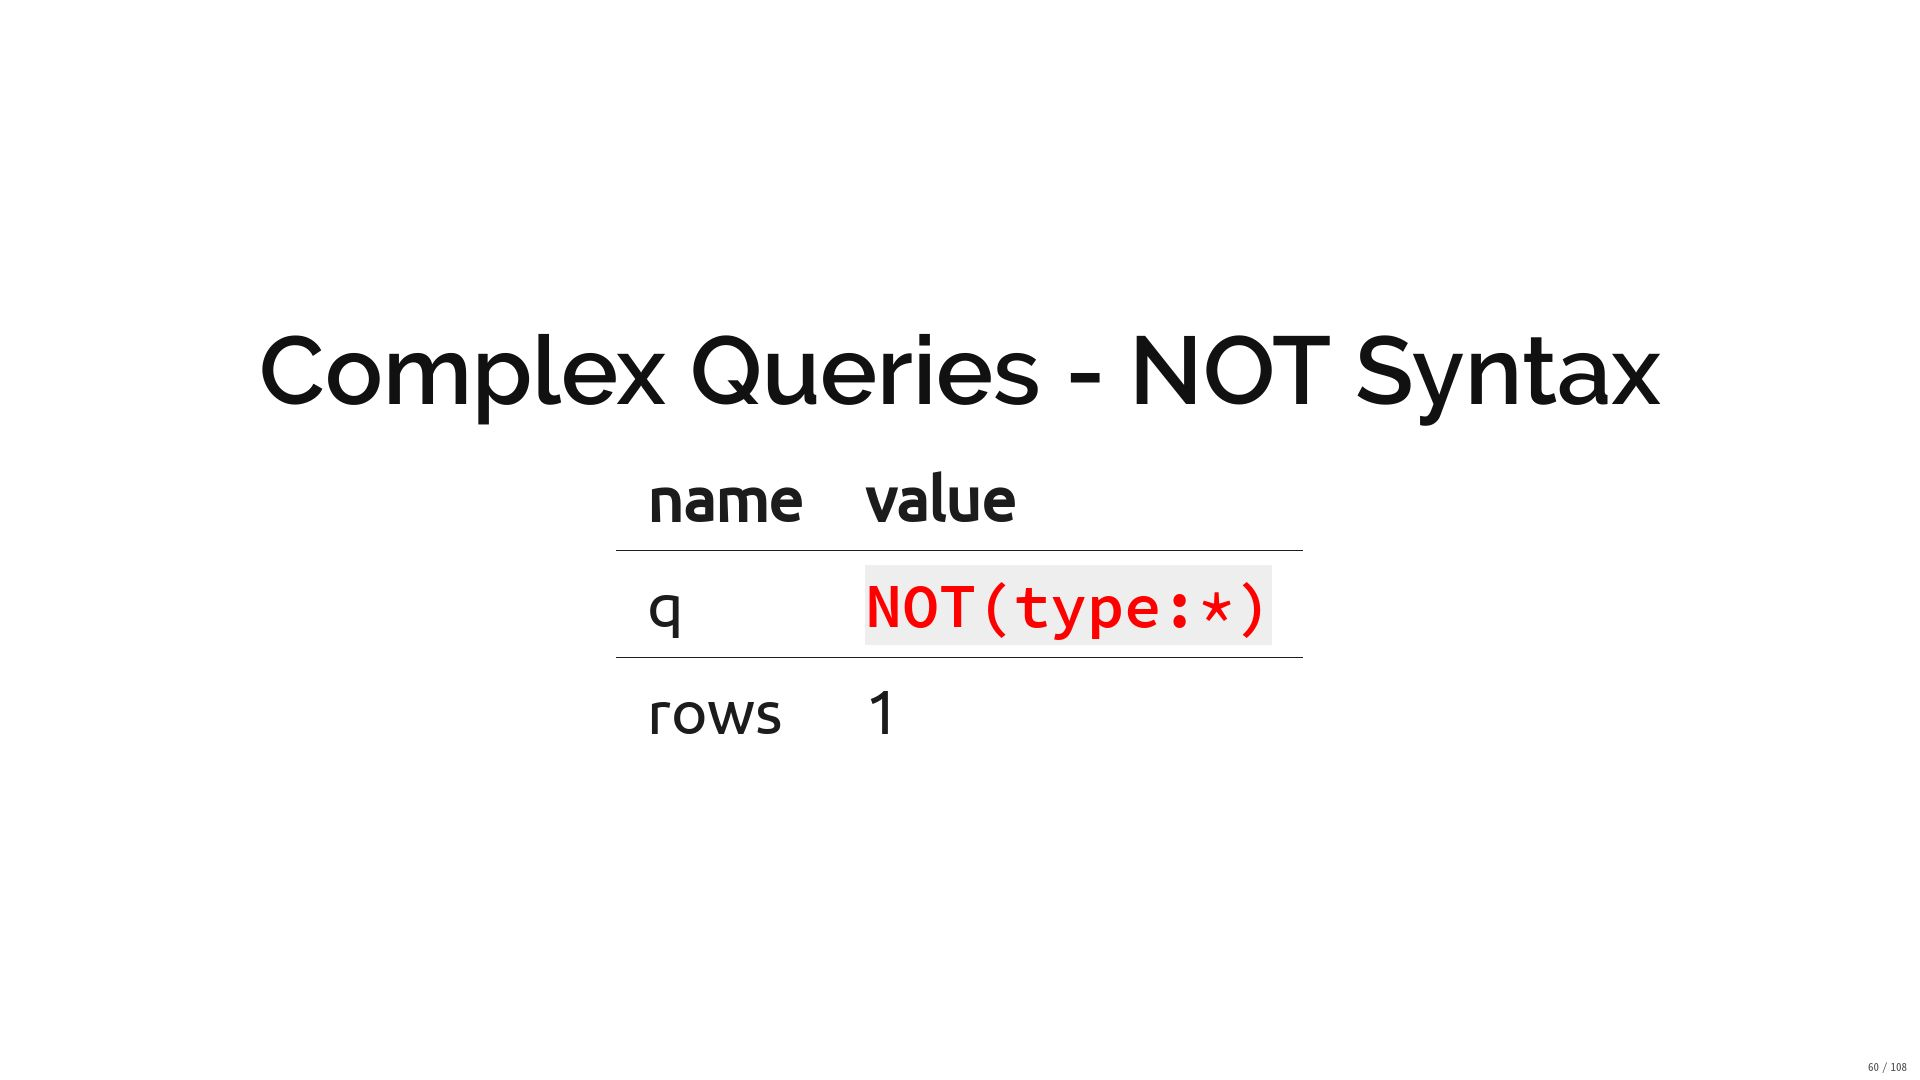 Complex Queries - NOT Syntax
name value
q NOT(type:*)
rows 1
60 / 108